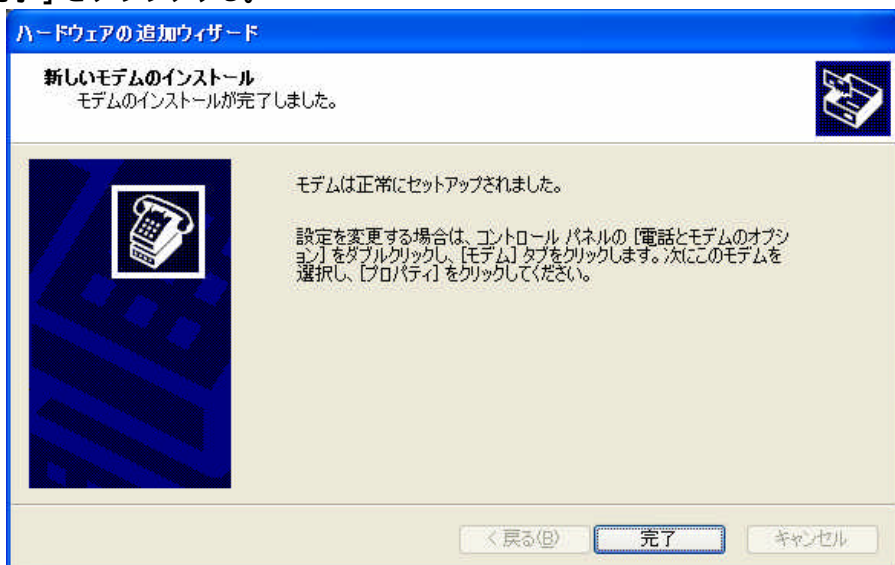 ハードウェアの追加ウィザード
新しいモデムのインストール
モデムのインストールが完了しました。
モデムは正常にセットアップされました。
設定を変更する場合は、コントロール パネルの [電話とモデムのオプシ
ョン] をダブルクリックし、[モデム] タブをクリックします。次にこのモデムを
選択し、[プロパティ] をクリックしてください。
< 戻る(B) 完了 キャンセル